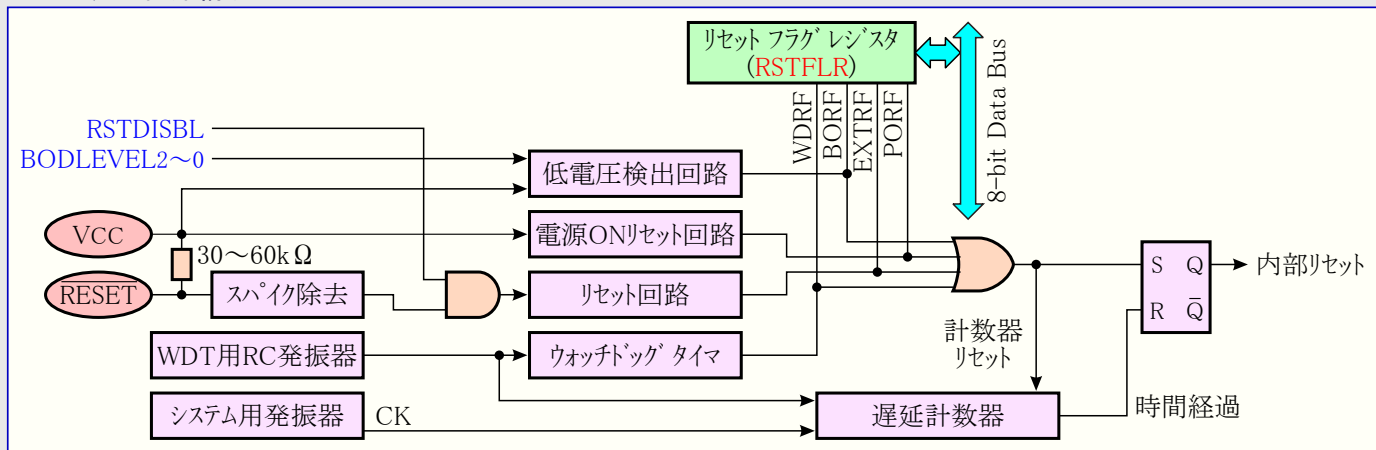 リセット フラグ レジスタ
(RSTFLR)
8-bit Data Bus
WDRF
BORF
EXTRF
PORF
RSTDISBL
BODLEVEL2～0
低電圧検出回路
VCC
電源ONリセット回路
30～60kΩ
RESET
スパイク除去
リセット回路
S Q
内部リセット
R Q̄
計数器
リセット
WDT用RC発振器
ウォッチドッグ タイマ
システム用発振器
CK
遅延計数器
時間経過